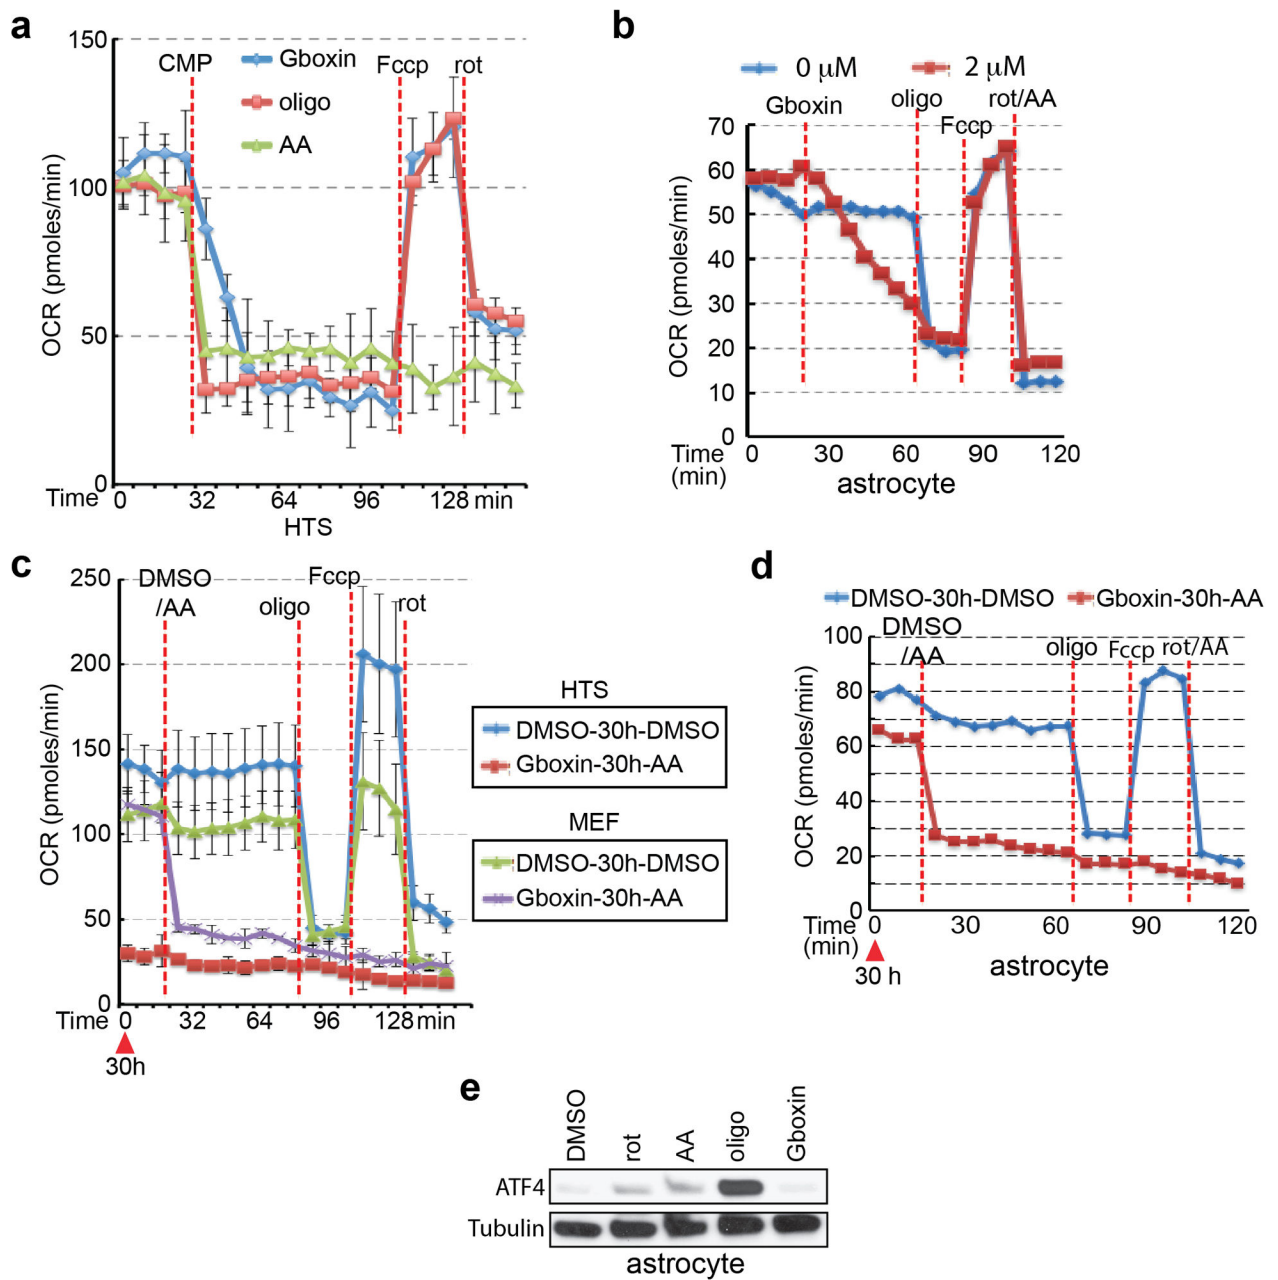 a
150
100
50
0
OCR (pmoles/min)
CMP
Gboxin
oligo
AA
Fccp
rot
Time 0 32 64 96 128 min
HTS
b
0 µM
2 µM
Gboxin
oligo
Fccp
rot/AA
70
60
50
40
30
20
10
0
OCR (pmoles/min)
Time 0 30 60 90 120
(min)
astrocyte
c
250
200
150
100
50
0
OCR (pmoles/min)
DMSO
/AA
oligo
Fccp
rot
Time 0 32 64 96 128 min
30h
HTS
DMSO-30h-DMSO
Gboxin-30h-AA
MEF
DMSO-30h-DMSO
Gboxin-30h-AA
d
DMSO-30h-DMSO
Gboxin-30h-AA
DMSO
/AA
oligo
Fccp
rot/AA
100
80
60
40
20
0
OCR (pmoles/min)
Time 0 30 60 90 120
(min)
30 h
astrocyte
e
DMSO
rot
AA
oligo
Gboxin
ATF4
Tubulin
astrocyte